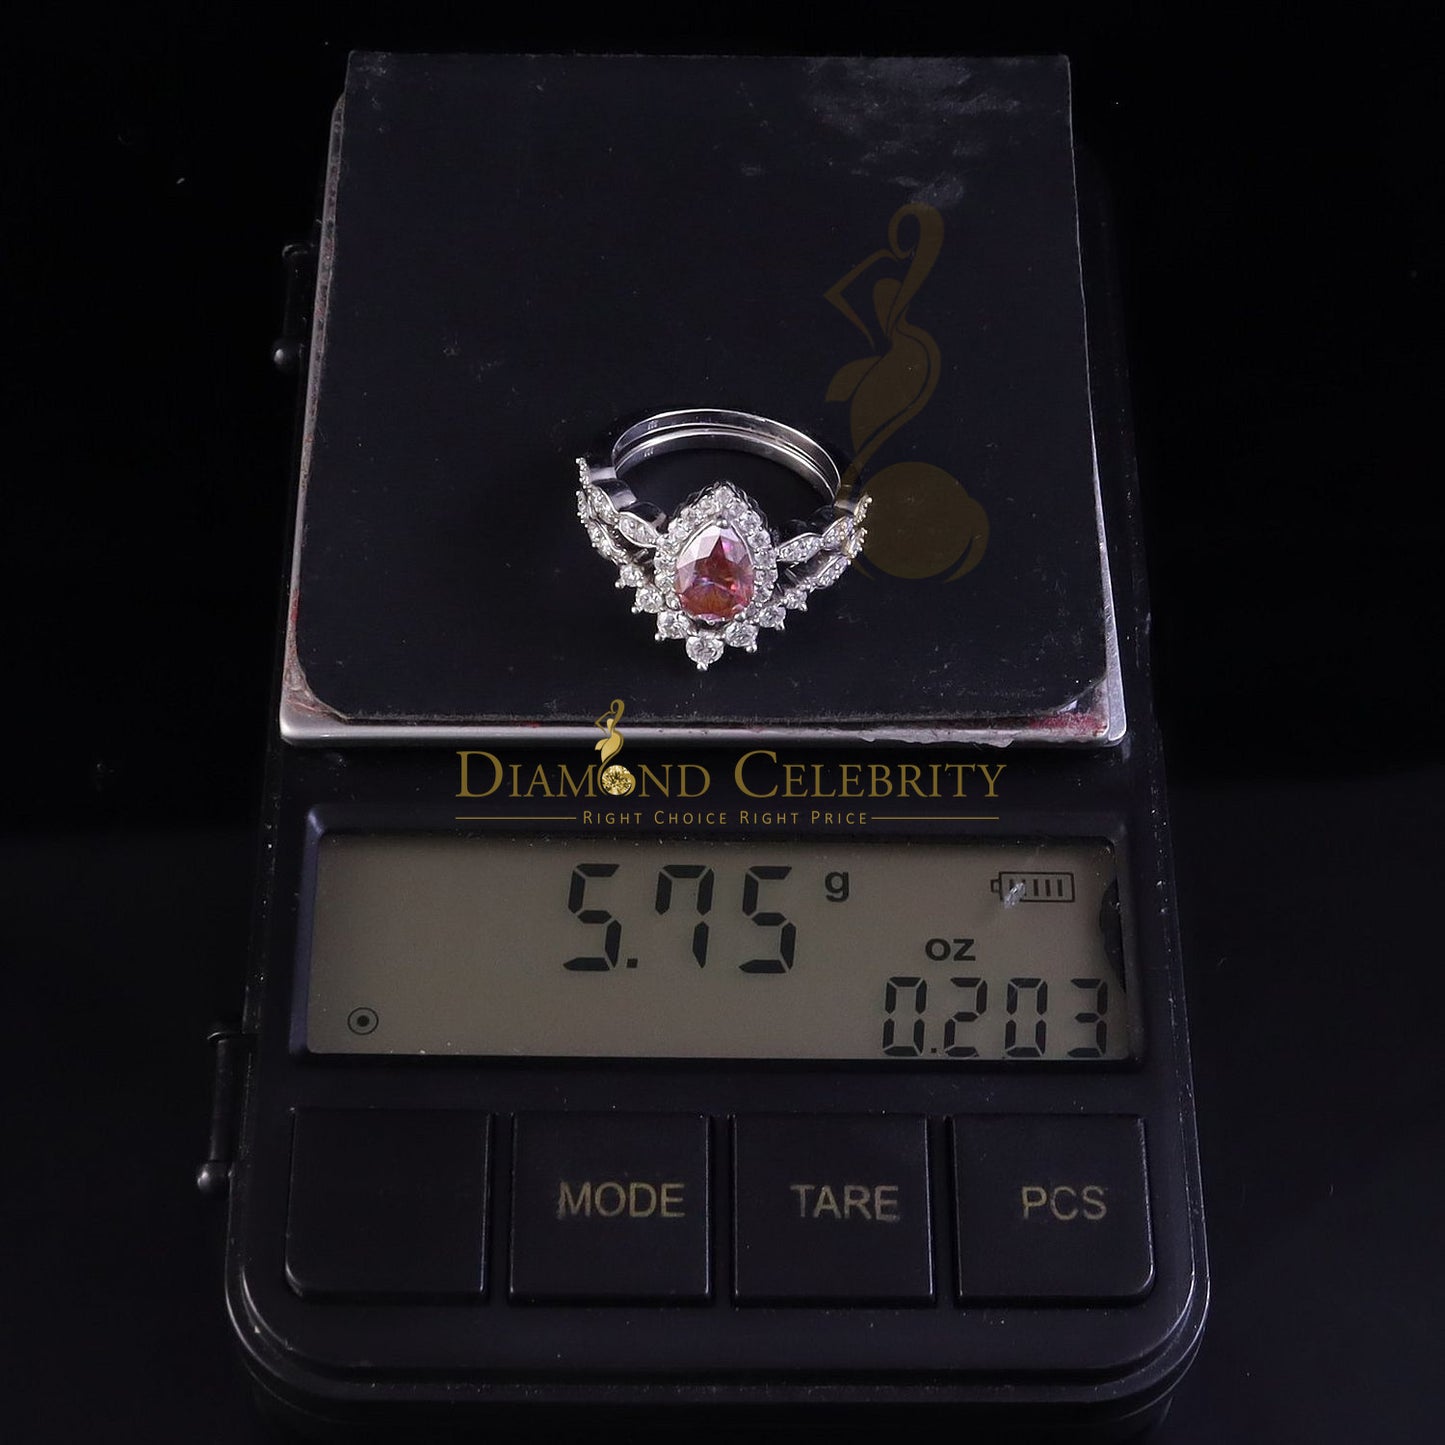 DIAMOND CELEBRITY
RIGHT CHOICE RIGHT PRICE
5.75 g
oz
0.203
MODE TARE PCS